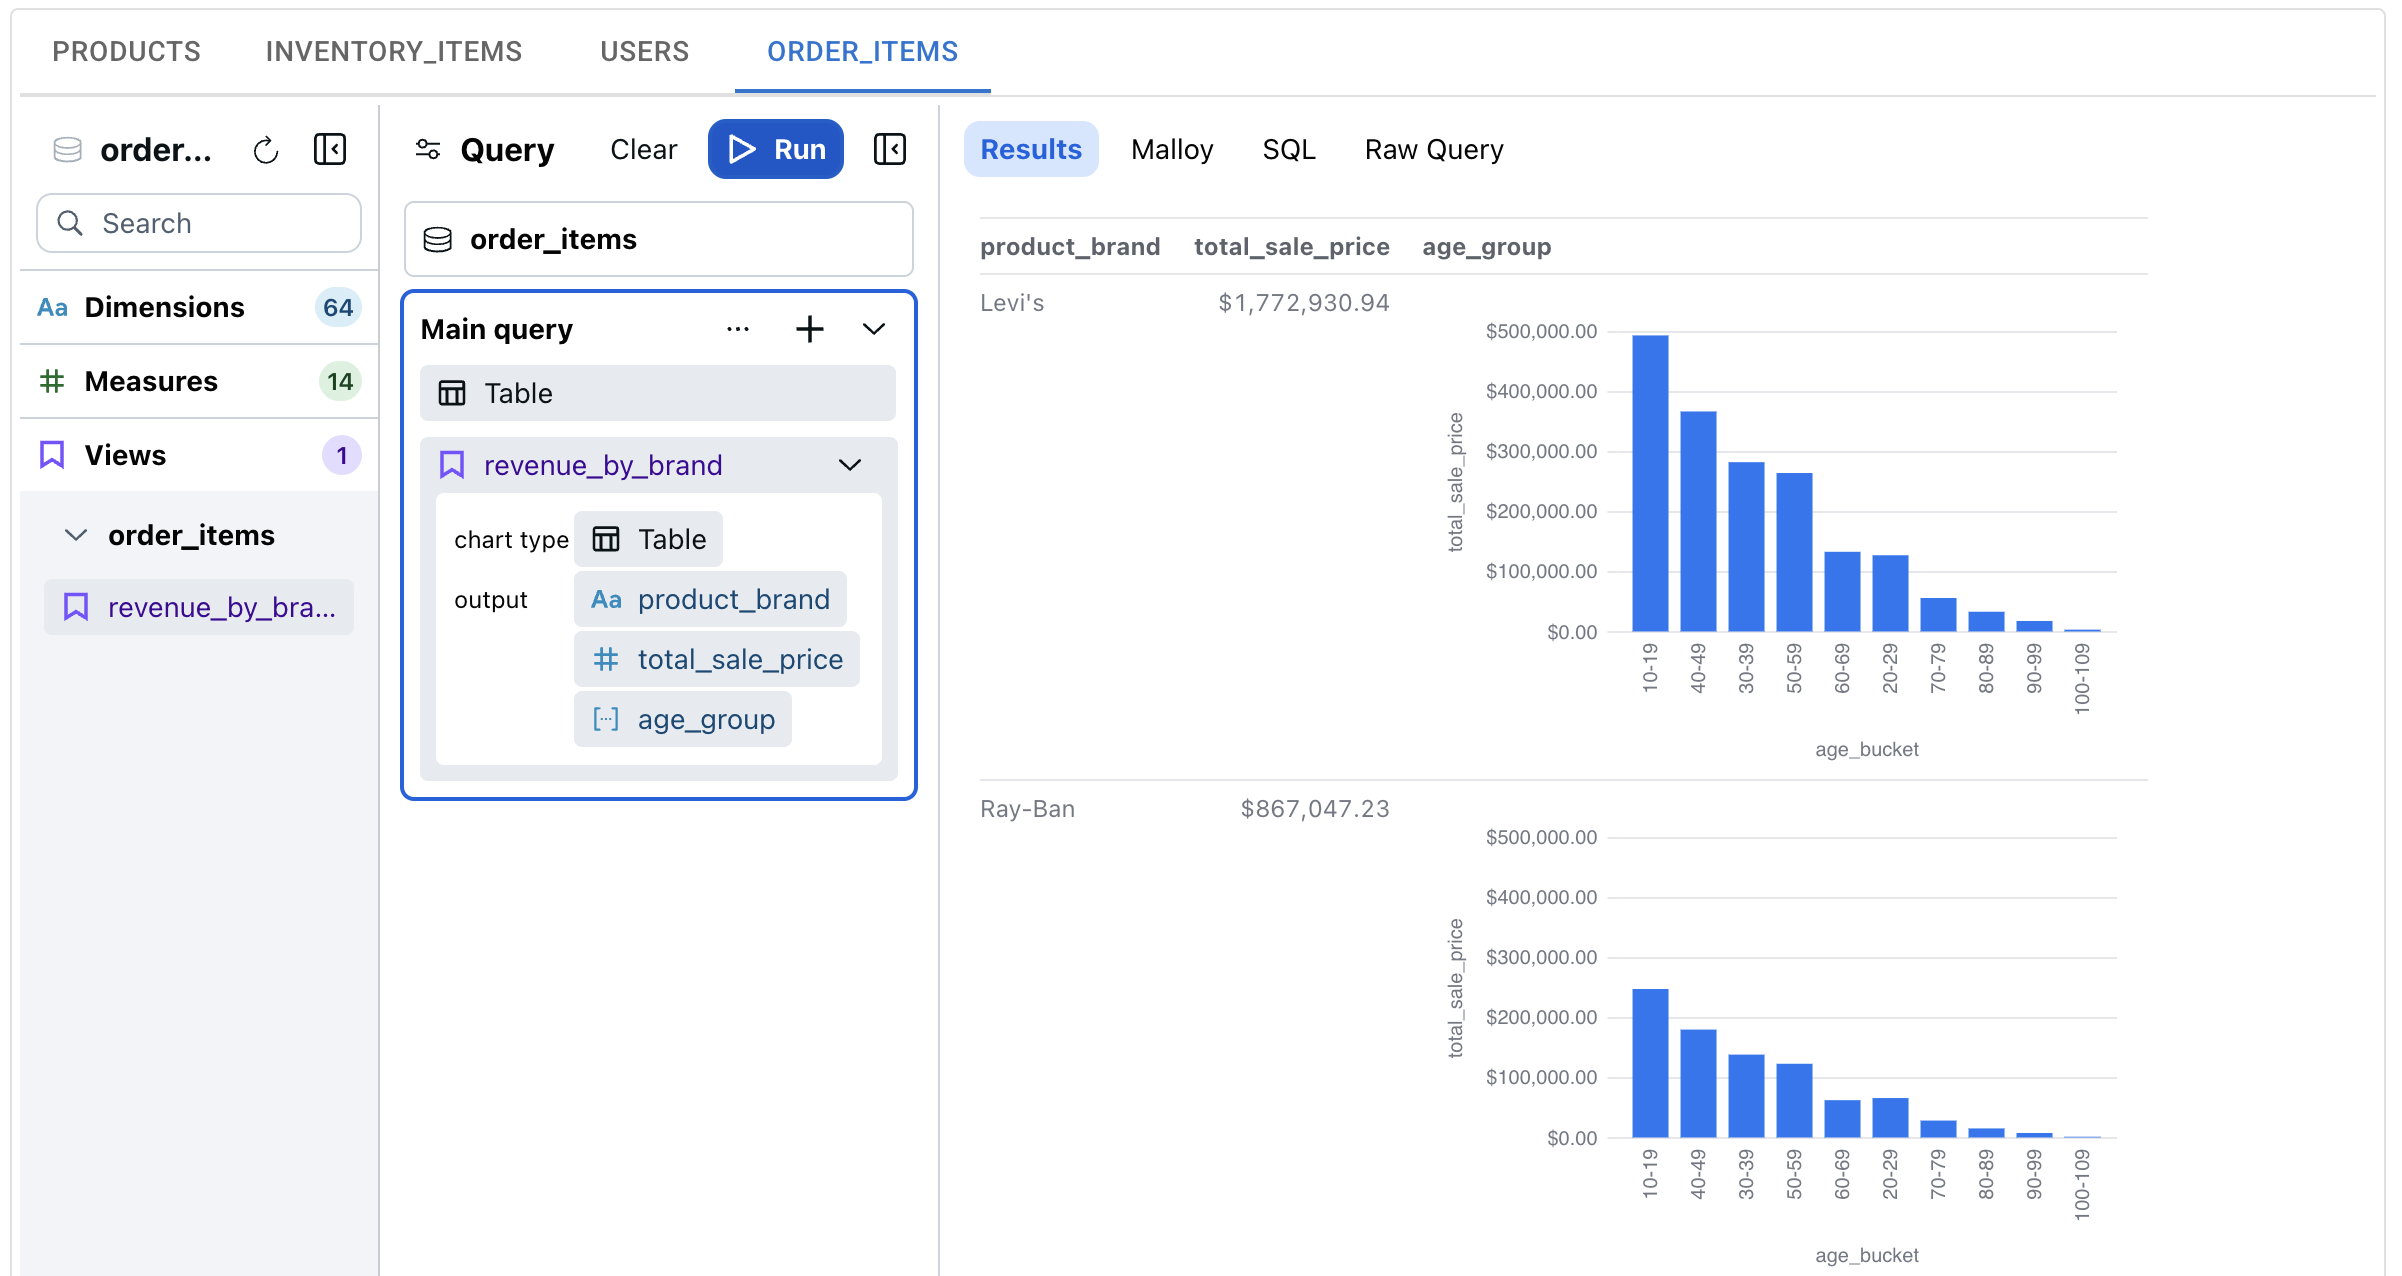 PRODUCTS INVENTORY_ITEMS USERS ORDER_ITEMS
order...
Search
Aa Dimensions 64
Measures 14
Views 1
order_items
revenue_by_bra...
Query Clear Run
order_items
Main query ...
Table
revenue_by_brand
chart type Table
output Aa product_brand
total_sale_price
age_group
Results Malloy SQL Raw Query
product_brand total_sale_price age_group
Levi's $1,772,930.94
total_sale_price
$500,000.00
$400,000.00
$300,000.00
$200,000.00
$100,000.00
$0.00
10-19 40-49 30-39 50-59 60-69 20-29 70-79 80-89 90-99 100-109
age_bucket
Ray-Ban $867,047.23
total_sale_price
$500,000.00
$400,000.00
$300,000.00
$200,000.00
$100,000.00
$0.00
10-19 40-49 30-39 50-59 60-69 20-29 70-79 80-89 90-99 100-109
age_bucket